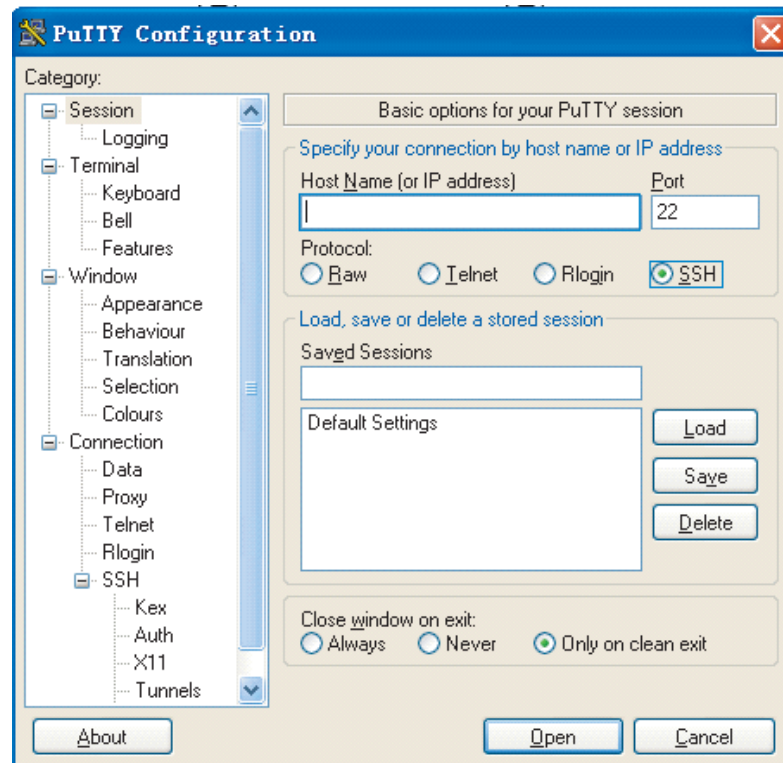 PuTTY Configuration
Category:
Session
Logging
Terminal
Keyboard
Bell
Features
Window
Appearance
Behaviour
Translation
Selection
Colours
Connection
Data
Proxy
Telnet
Rlogin
SSH
Kex
Auth
X11
Tunnels
Basic options for your PuTTY session
Specify your connection by host name or IP address
Host Name (or IP address) Port
22
Protocol:
Raw Telnet Rlogin SSH
Load, save or delete a stored session
Saved Sessions
Default Settings
Load
Save
Delete
Close window on exit:
Always Never Only on clean exit
About Open Cancel